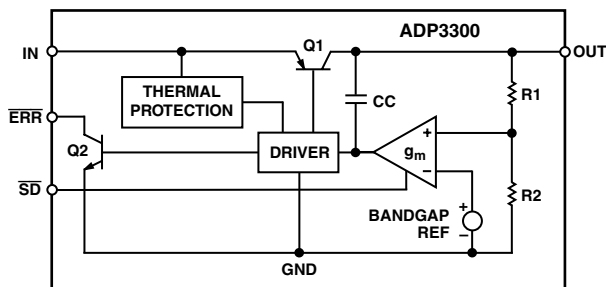 ADP3300
IN
Q1
OUT
THERMAL
PROTECTION
CC
R1
ERR
Q2
DRIVER
+
gm
−
R2
SD
BANDGAP
REF
+
−
GND